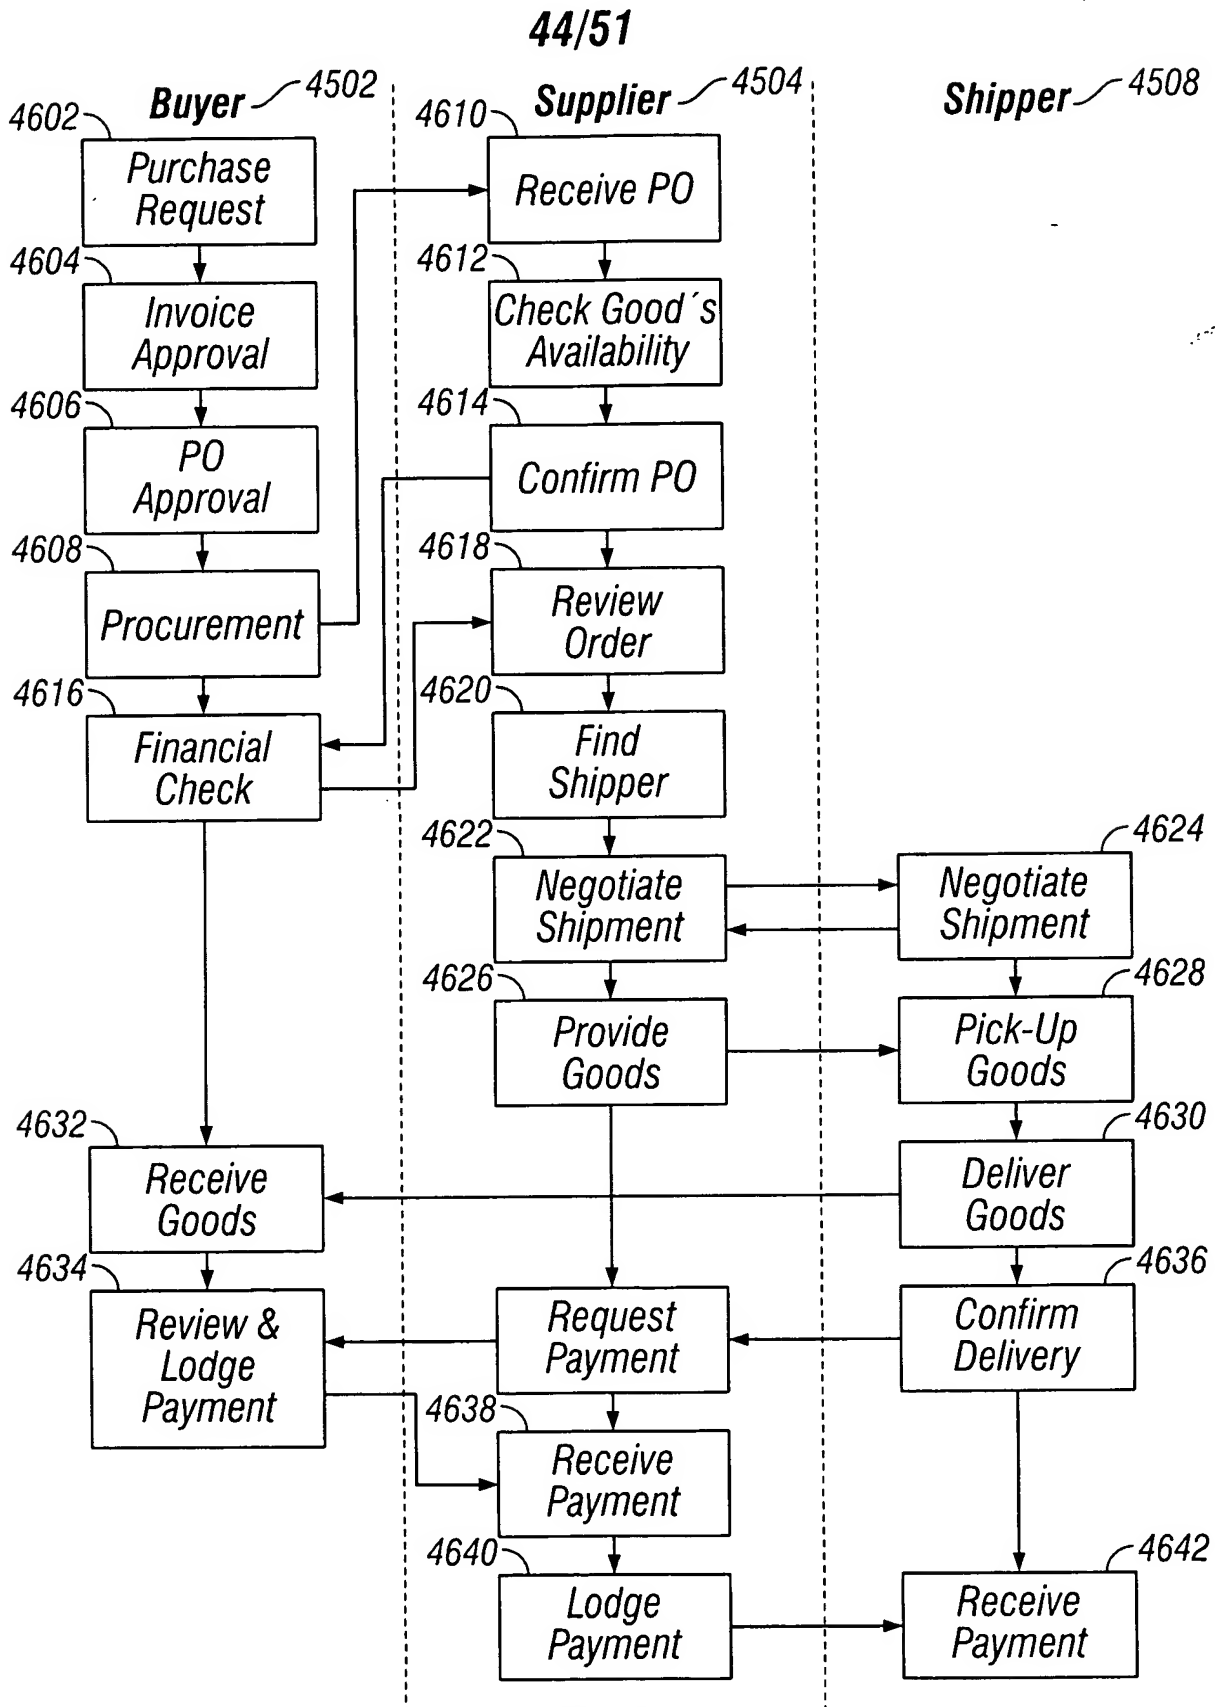 44/51
Buyer 4502
Supplier 4504
Shipper 4508
4602
Purchase
Request
4604
Invoice
Approval
4606
PO
Approval
4608
Procurement
4616
Financial
Check
4632
Receive
Goods
4634
Review &
Lodge
Payment
4610
Receive PO
4612
Check Good´s
Availability
4614
Confirm PO
4618
Review
Order
4620
Find
Shipper
4622
Negotiate
Shipment
4626
Provide
Goods
Request
Payment
4638
Receive
Payment
4640
Lodge
Payment
4624
Negotiate
Shipment
4628
Pick-Up
Goods
4630
Deliver
Goods
4636
Confirm
Delivery
4642
Receive
Payment